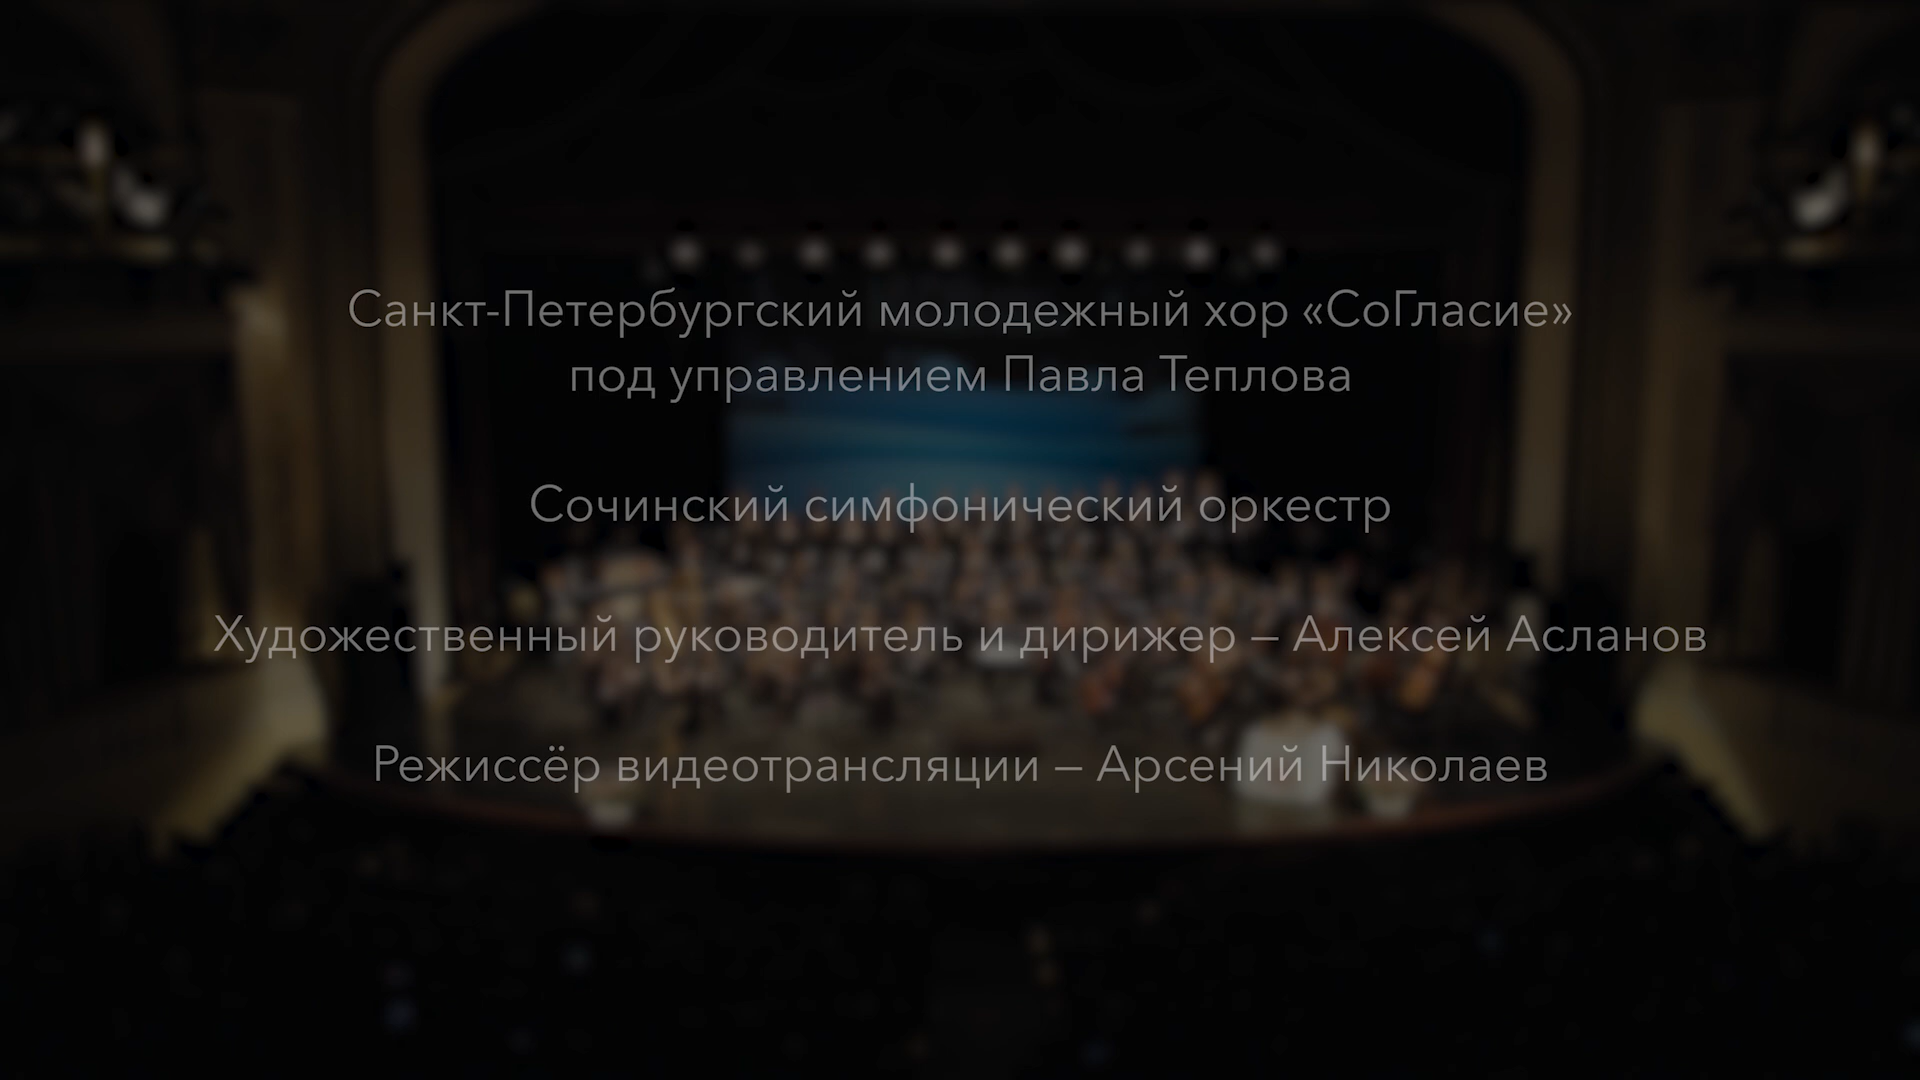 Санкт-Петербургский молодежный хор «СоГласие»
под управлением Павла Теплова
Сочинский симфонический оркестр
Художественный руководитель и дирижер – Алексей Асланов
Режиссёр видеотрансляции – Арсений Николаев